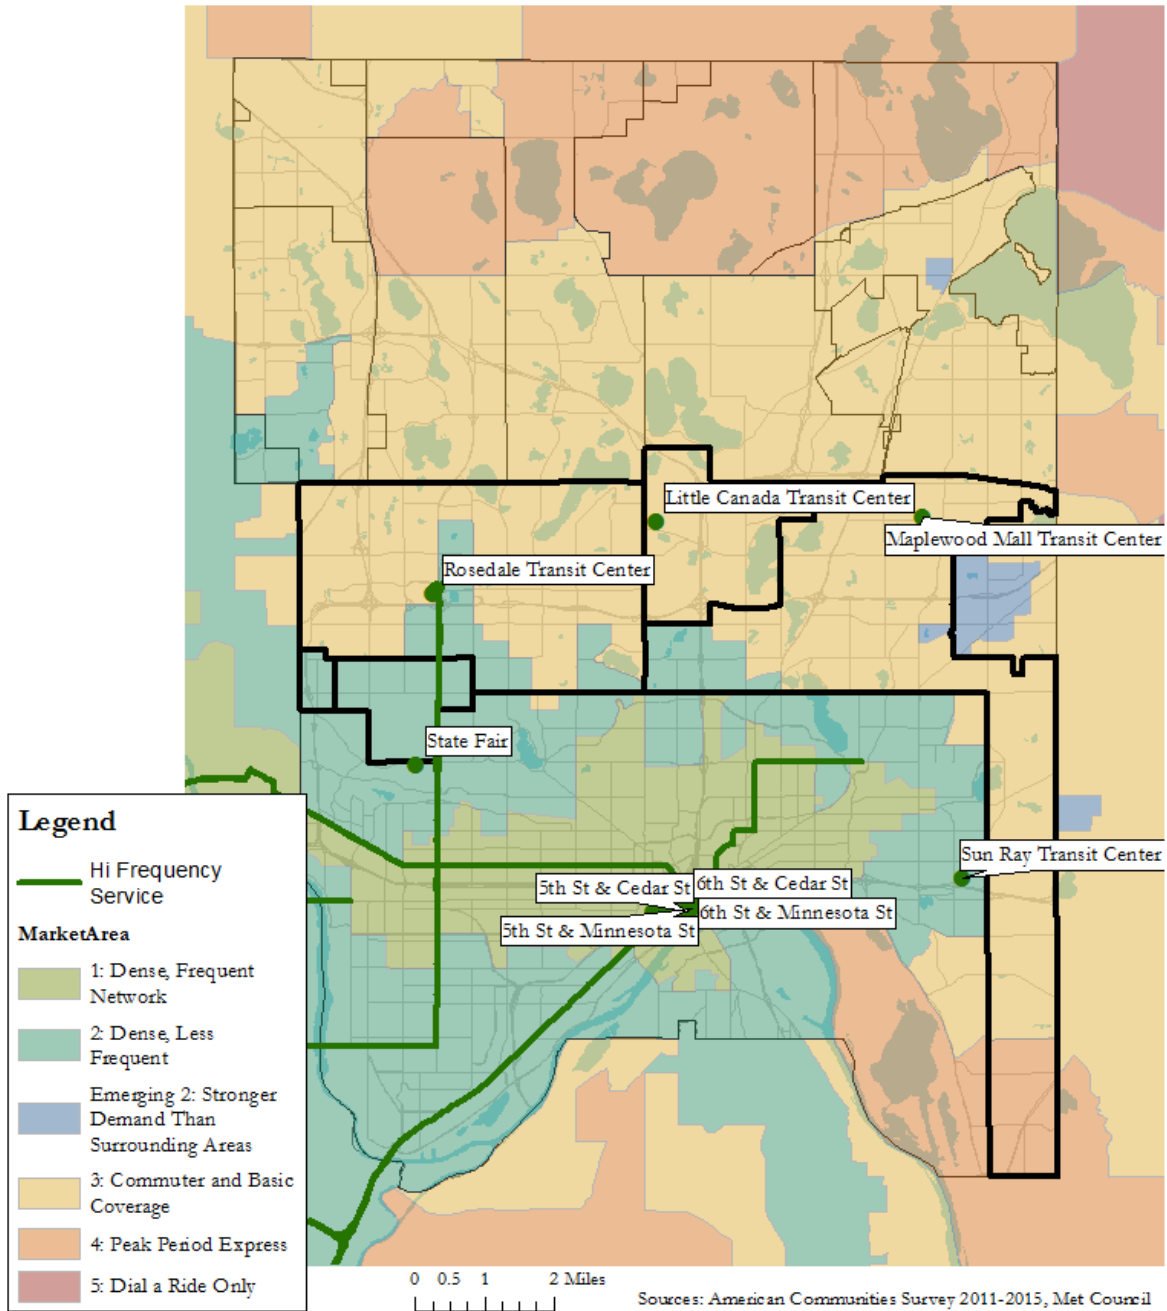 Little Canada Transit Center
Maplewood Mall Transit Center
Rosedale Transit Center
State Fair
Sun Ray Transit Center
5th St & Cedar St
6th St & Cedar St
6th St & Minnesota St
5th St & Minnesota St
Legend
Hi Frequency
Service
MarketArea
1: Dense, Frequent
Network
2: Dense, Less
Frequent
Emerging 2: Stronger
Demand Than
Surrounding Areas
3: Commuter and Basic
Coverage
4: Peak Period Express
5: Dial a Ride Only
0 0.5 1 2 Miles
Sources: American Communities Survey 2011-2015, Met Council